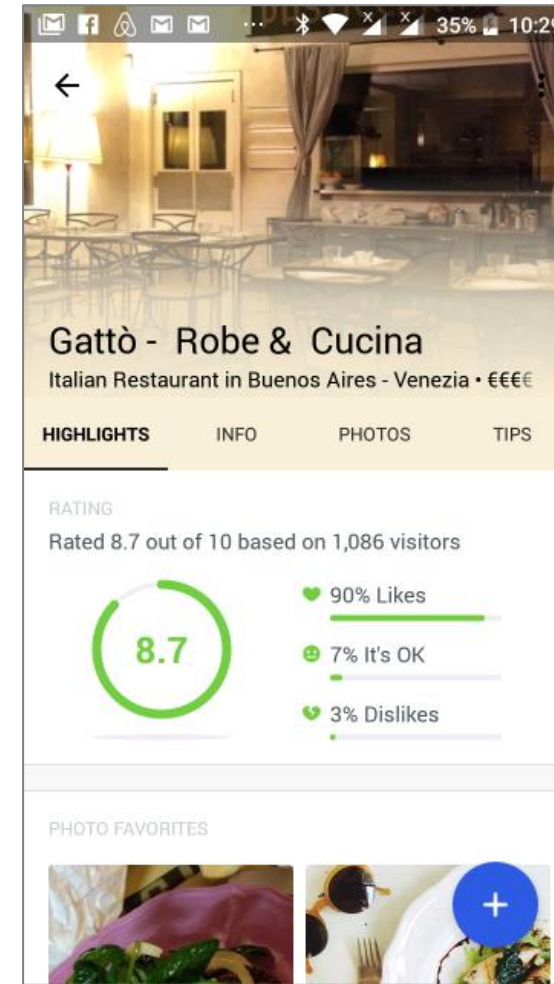 35% 10:29
Gattò - Robe & Cucina
Italian Restaurant in Buenos Aires - Venezia • €€€€
HIGHLIGHTS INFO PHOTOS TIPS
RATING
Rated 8.7 out of 10 based on 1,086 visitors
8.7
90% Likes
7% It's OK
3% Dislikes
PHOTO FAVORITES